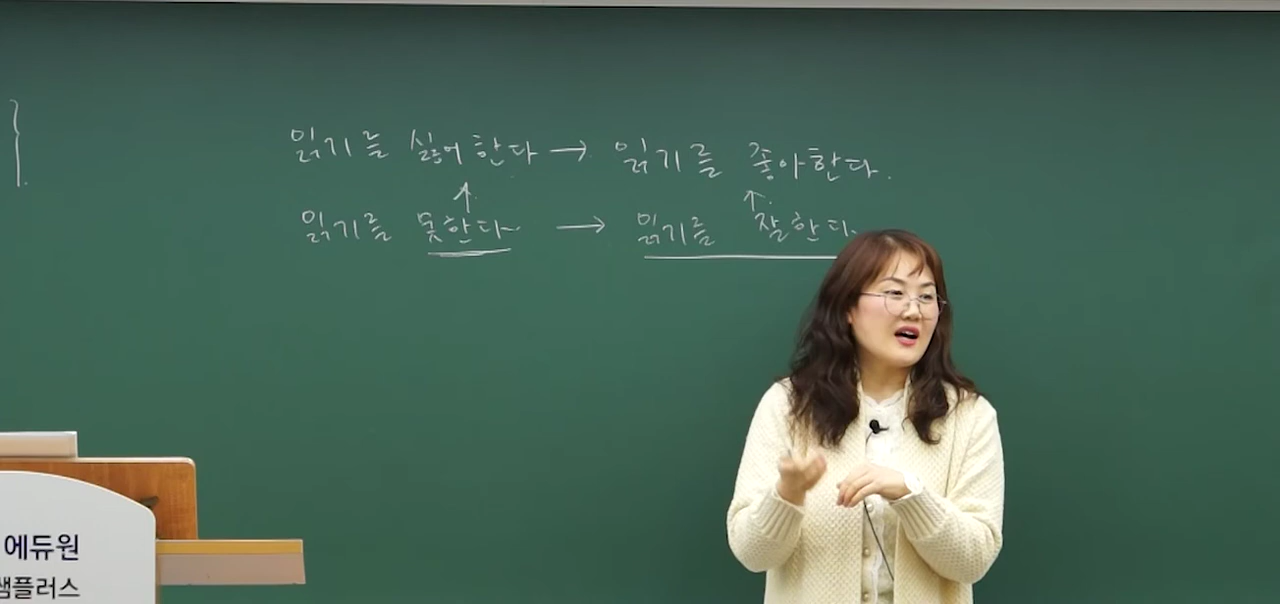 읽기를 싫어한다 → 읽기를 좋아한다.
↑ ↑
읽기를 못한다 → 읽기를 잘한다.
에듀원
쌤플러스